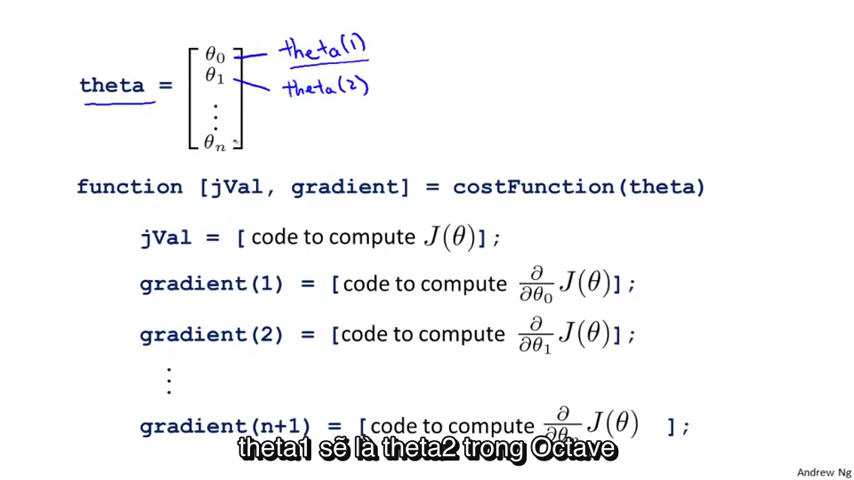 θ₀ theta(1)
theta = θ₁ theta(2)
⋮
θₙ
function [jVal, gradient] = costFunction(theta)
jVal = [ code to compute J(θ)];
gradient(1) = [code to compute ∂/∂θ₀ J(θ)];
gradient(2) = [code to compute ∂/∂θ₁ J(θ)];
⋮
gradient(n+1) = [code to compute ∂/∂θₙ J(θ) ];
theta1 sẽ là theta2 trong Octave
Andrew Ng